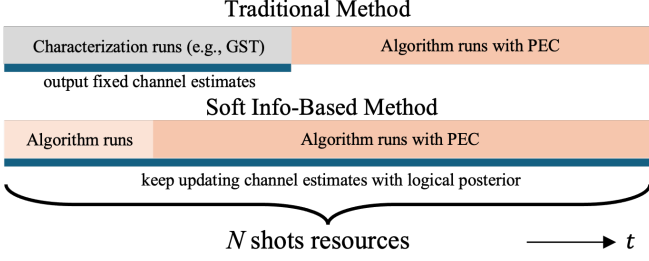 Traditional Method
Characterization runs (e.g., GST) Algorithm runs with PEC
output fixed channel estimates
Soft Info-Based Method
Algorithm runs Algorithm runs with PEC
keep updating channel estimates with logical posterior
N shots resources t